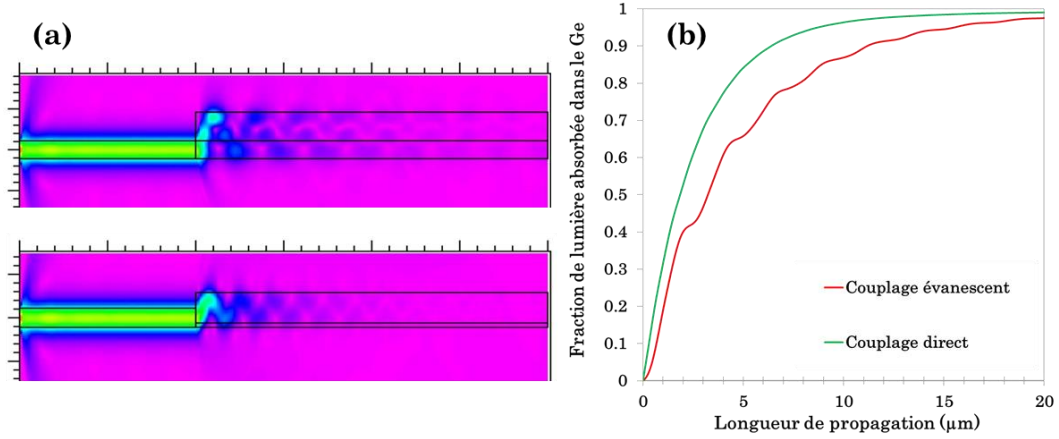 (a)
(b)
Fraction de lumière absorbée dans le Ge
1
0.9
0.8
0.7
0.6
0.5
0.4
0.3
0.2
0.1
0
Couplage évanescent
Couplage direct
0
5
10
15
20
Longueur de propagation (µm)